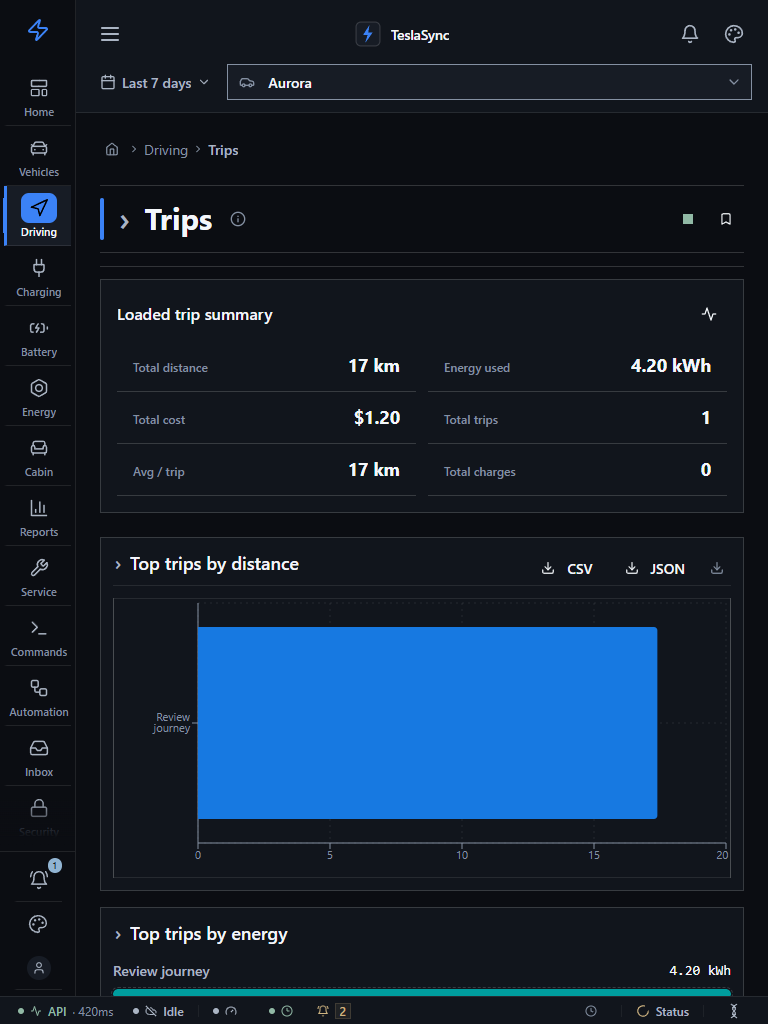 TeslaSync
Last 7 days
Aurora
Home
Vehicles
Driving
Charging
Battery
Energy
Cabin
Reports
Service
Commands
Automation
Inbox
Security
1
Driving
Trips
Trips
Loaded trip summary
Total distance 17 km
Energy used 4.20 kWh
Total cost $1.20
Total trips 1
Avg / trip 17 km
Total charges 0
Top trips by distance
CSV
JSON
Review
journey
0 5 10 15 20
Top trips by energy
Review journey 4.20 kWh
API · 420ms
Idle
2
Status